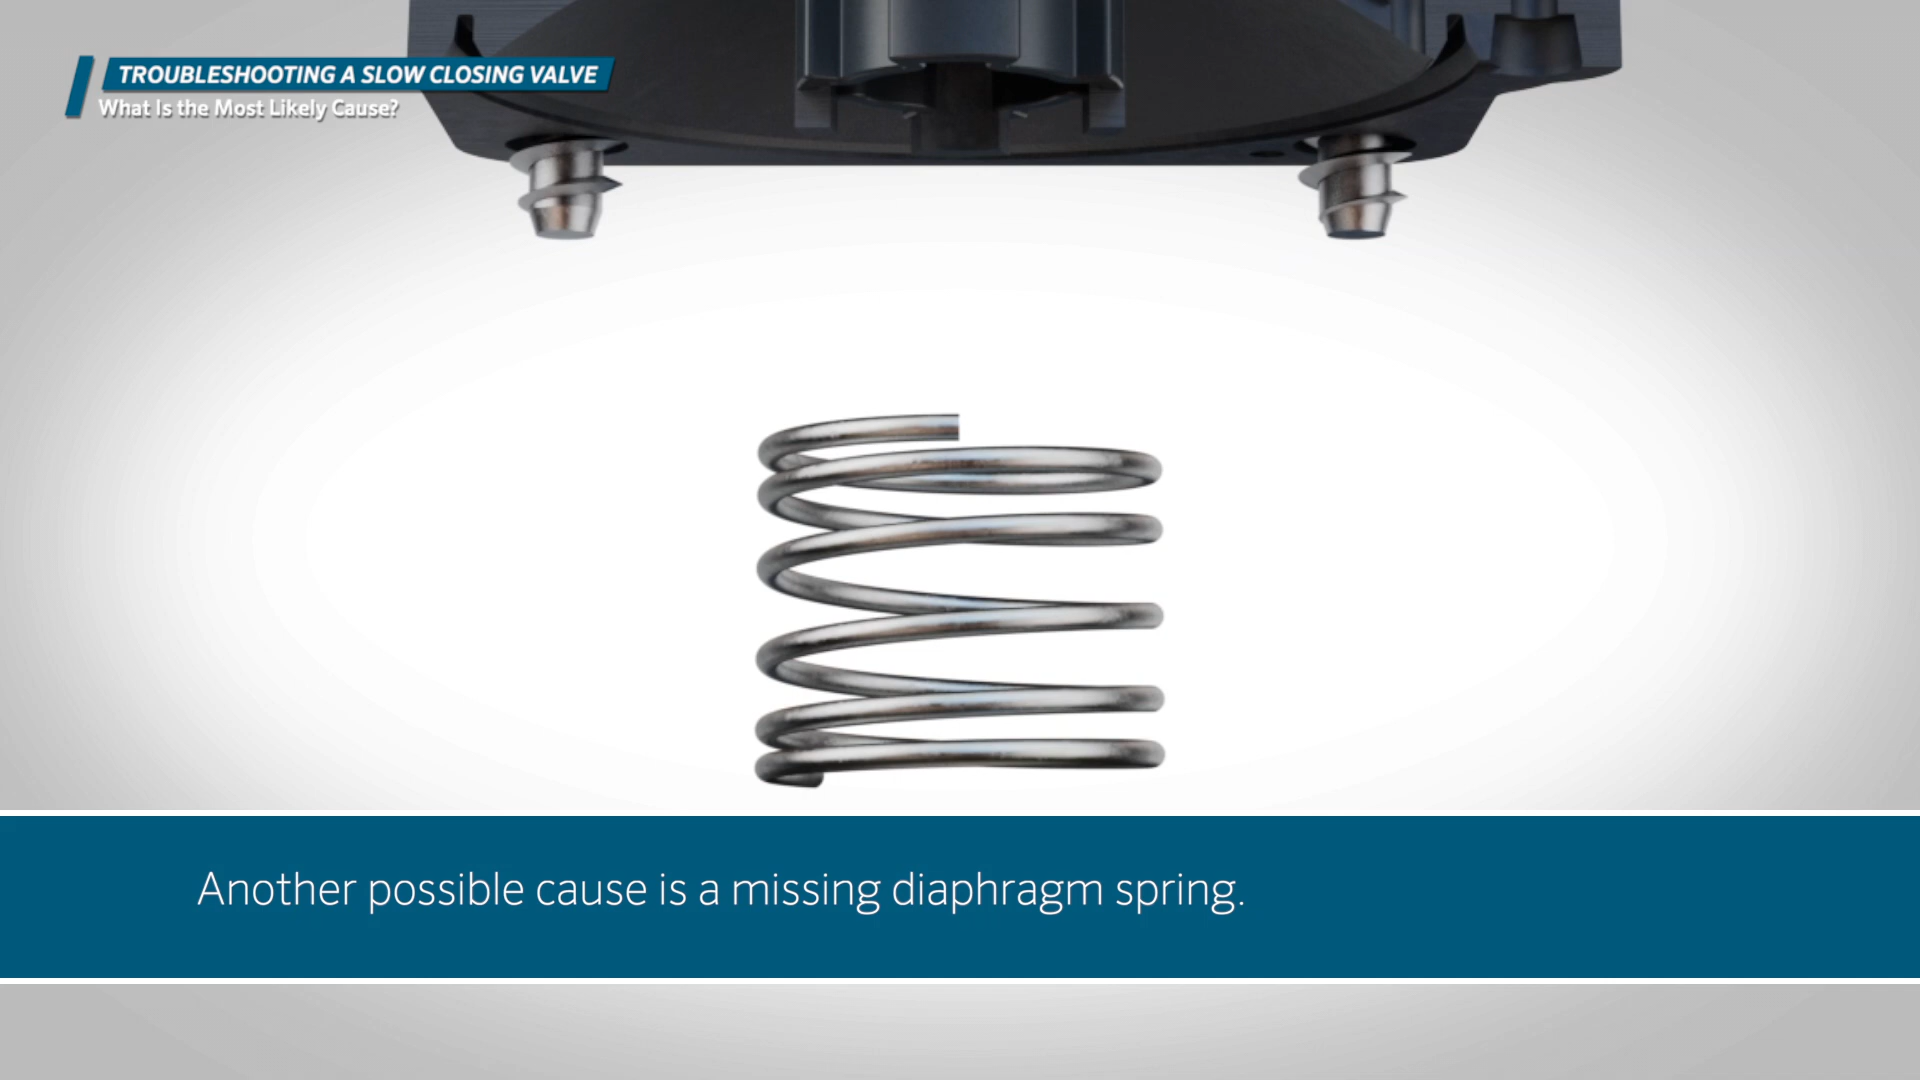 TROUBLESHOOTING A SLOW CLOSING VALVE
What Is the Most Likely Cause?
Another possible cause is a missing diaphragm spring.